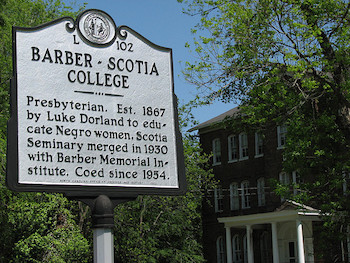 L 102
BARBER - SCOTIA
COLLEGE
Presbyterian. Est. 1867
by Luke Dorland to edu-
cate Negro women. Scotia
Seminary merged in 1930
with Barber Memorial In-
stitute. Coed since 1954.